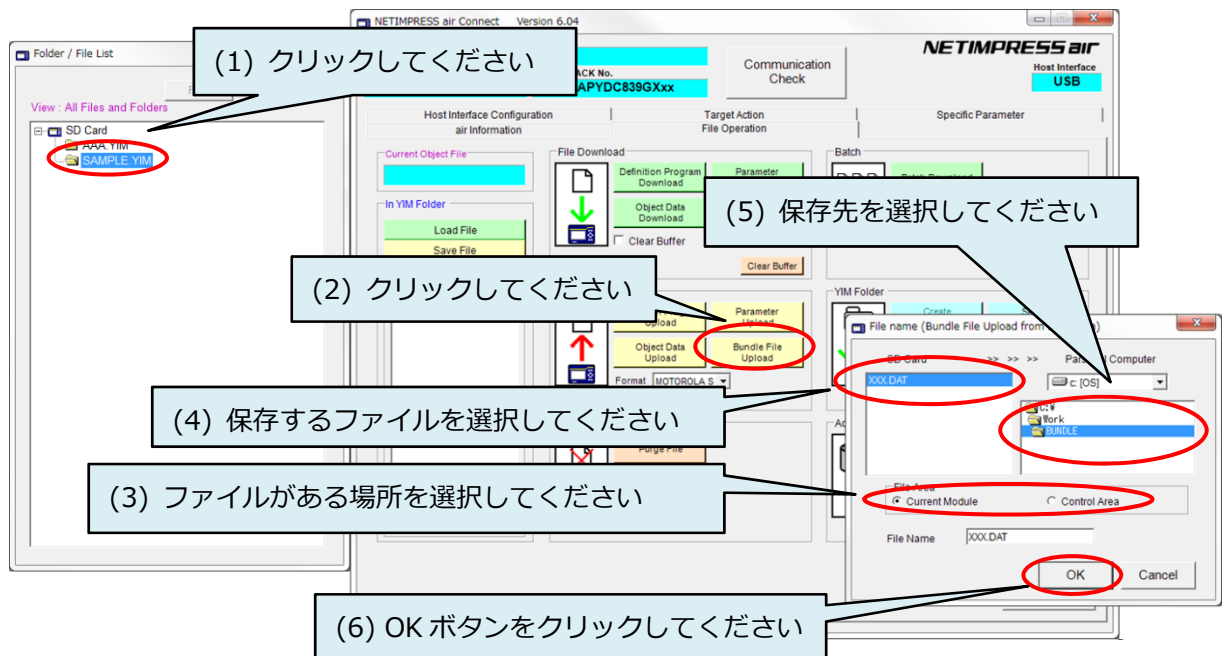 NETIMPRESS air Connect Version 6.04
Folder / File List
(1) クリックしてください
View : All Files and Folders
SD Card
AAA.YIM
SAMPLE.YIM
NETIMPRESS air
Host Interface
USB
ACK No.
APYDC839GXxx
Communication
Check
Host Interface Configuration
Target Action
Specific Parameter
air Information
File Operation
Current Object File
In YIM Folder
Load File
Save File
File Download
Definition Program
Download
Parameter
Object Data
Download
Clear Buffer
Clear Buffer
Batch
(5) 保存先を選択してください
(2) クリックしてください
Upload
Parameter
Upload
Object Data
Upload
Bundle File
Upload
Format MOTOROLA S
YIM Folder
Create
Purge File
File name (Bundle File Upload from
SD Card >> >> >> Personal Computer
XXX.DAT
c: [OS]
c:¥
Work
BUNDLE
(4) 保存するファイルを選択してください
(3) ファイルがある場所を選択してください
File Area
Current Module
Control Area
File Name XXX.DAT
OK
Cancel
(6) OK ボタンをクリックしてください